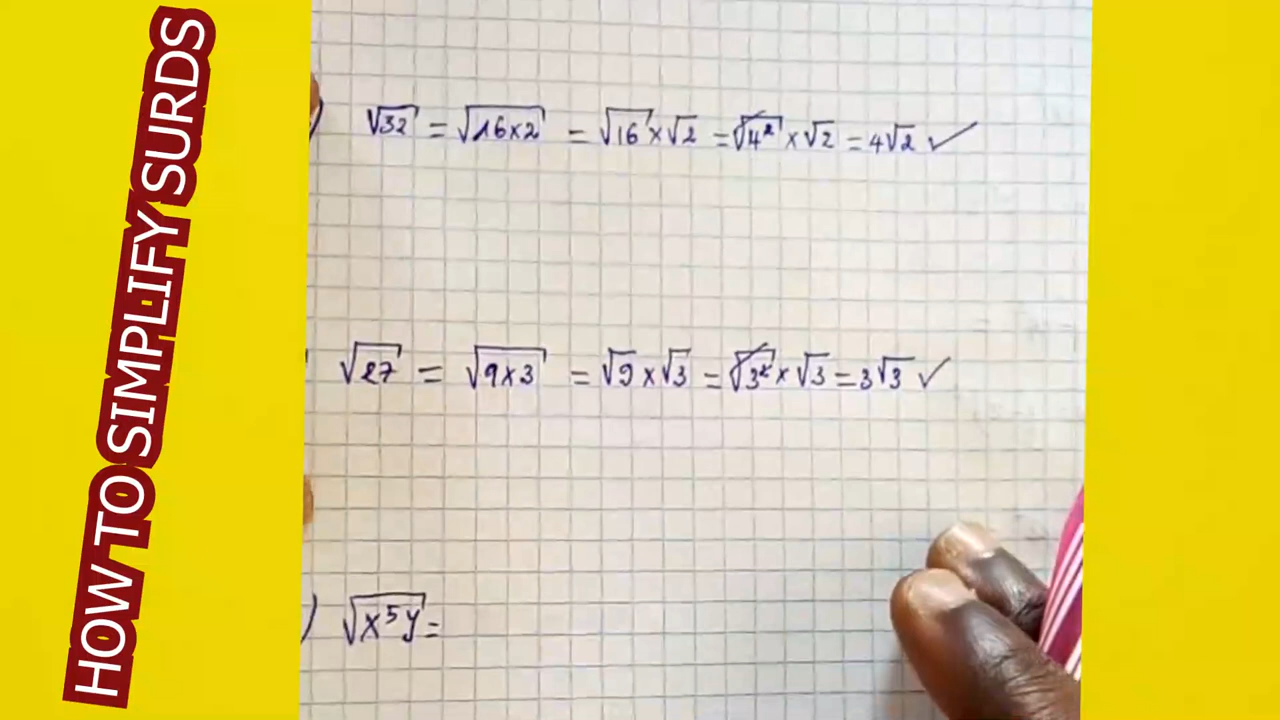 HOW TO SIMPLIFY SURDS
) √32 = √16×2 = √16 × √2 = √4² × √2 = 4√2 ✓
√27 = √9×3 = √9 × √3 = √3² × √3 = 3√3 ✓
) √x⁵y =